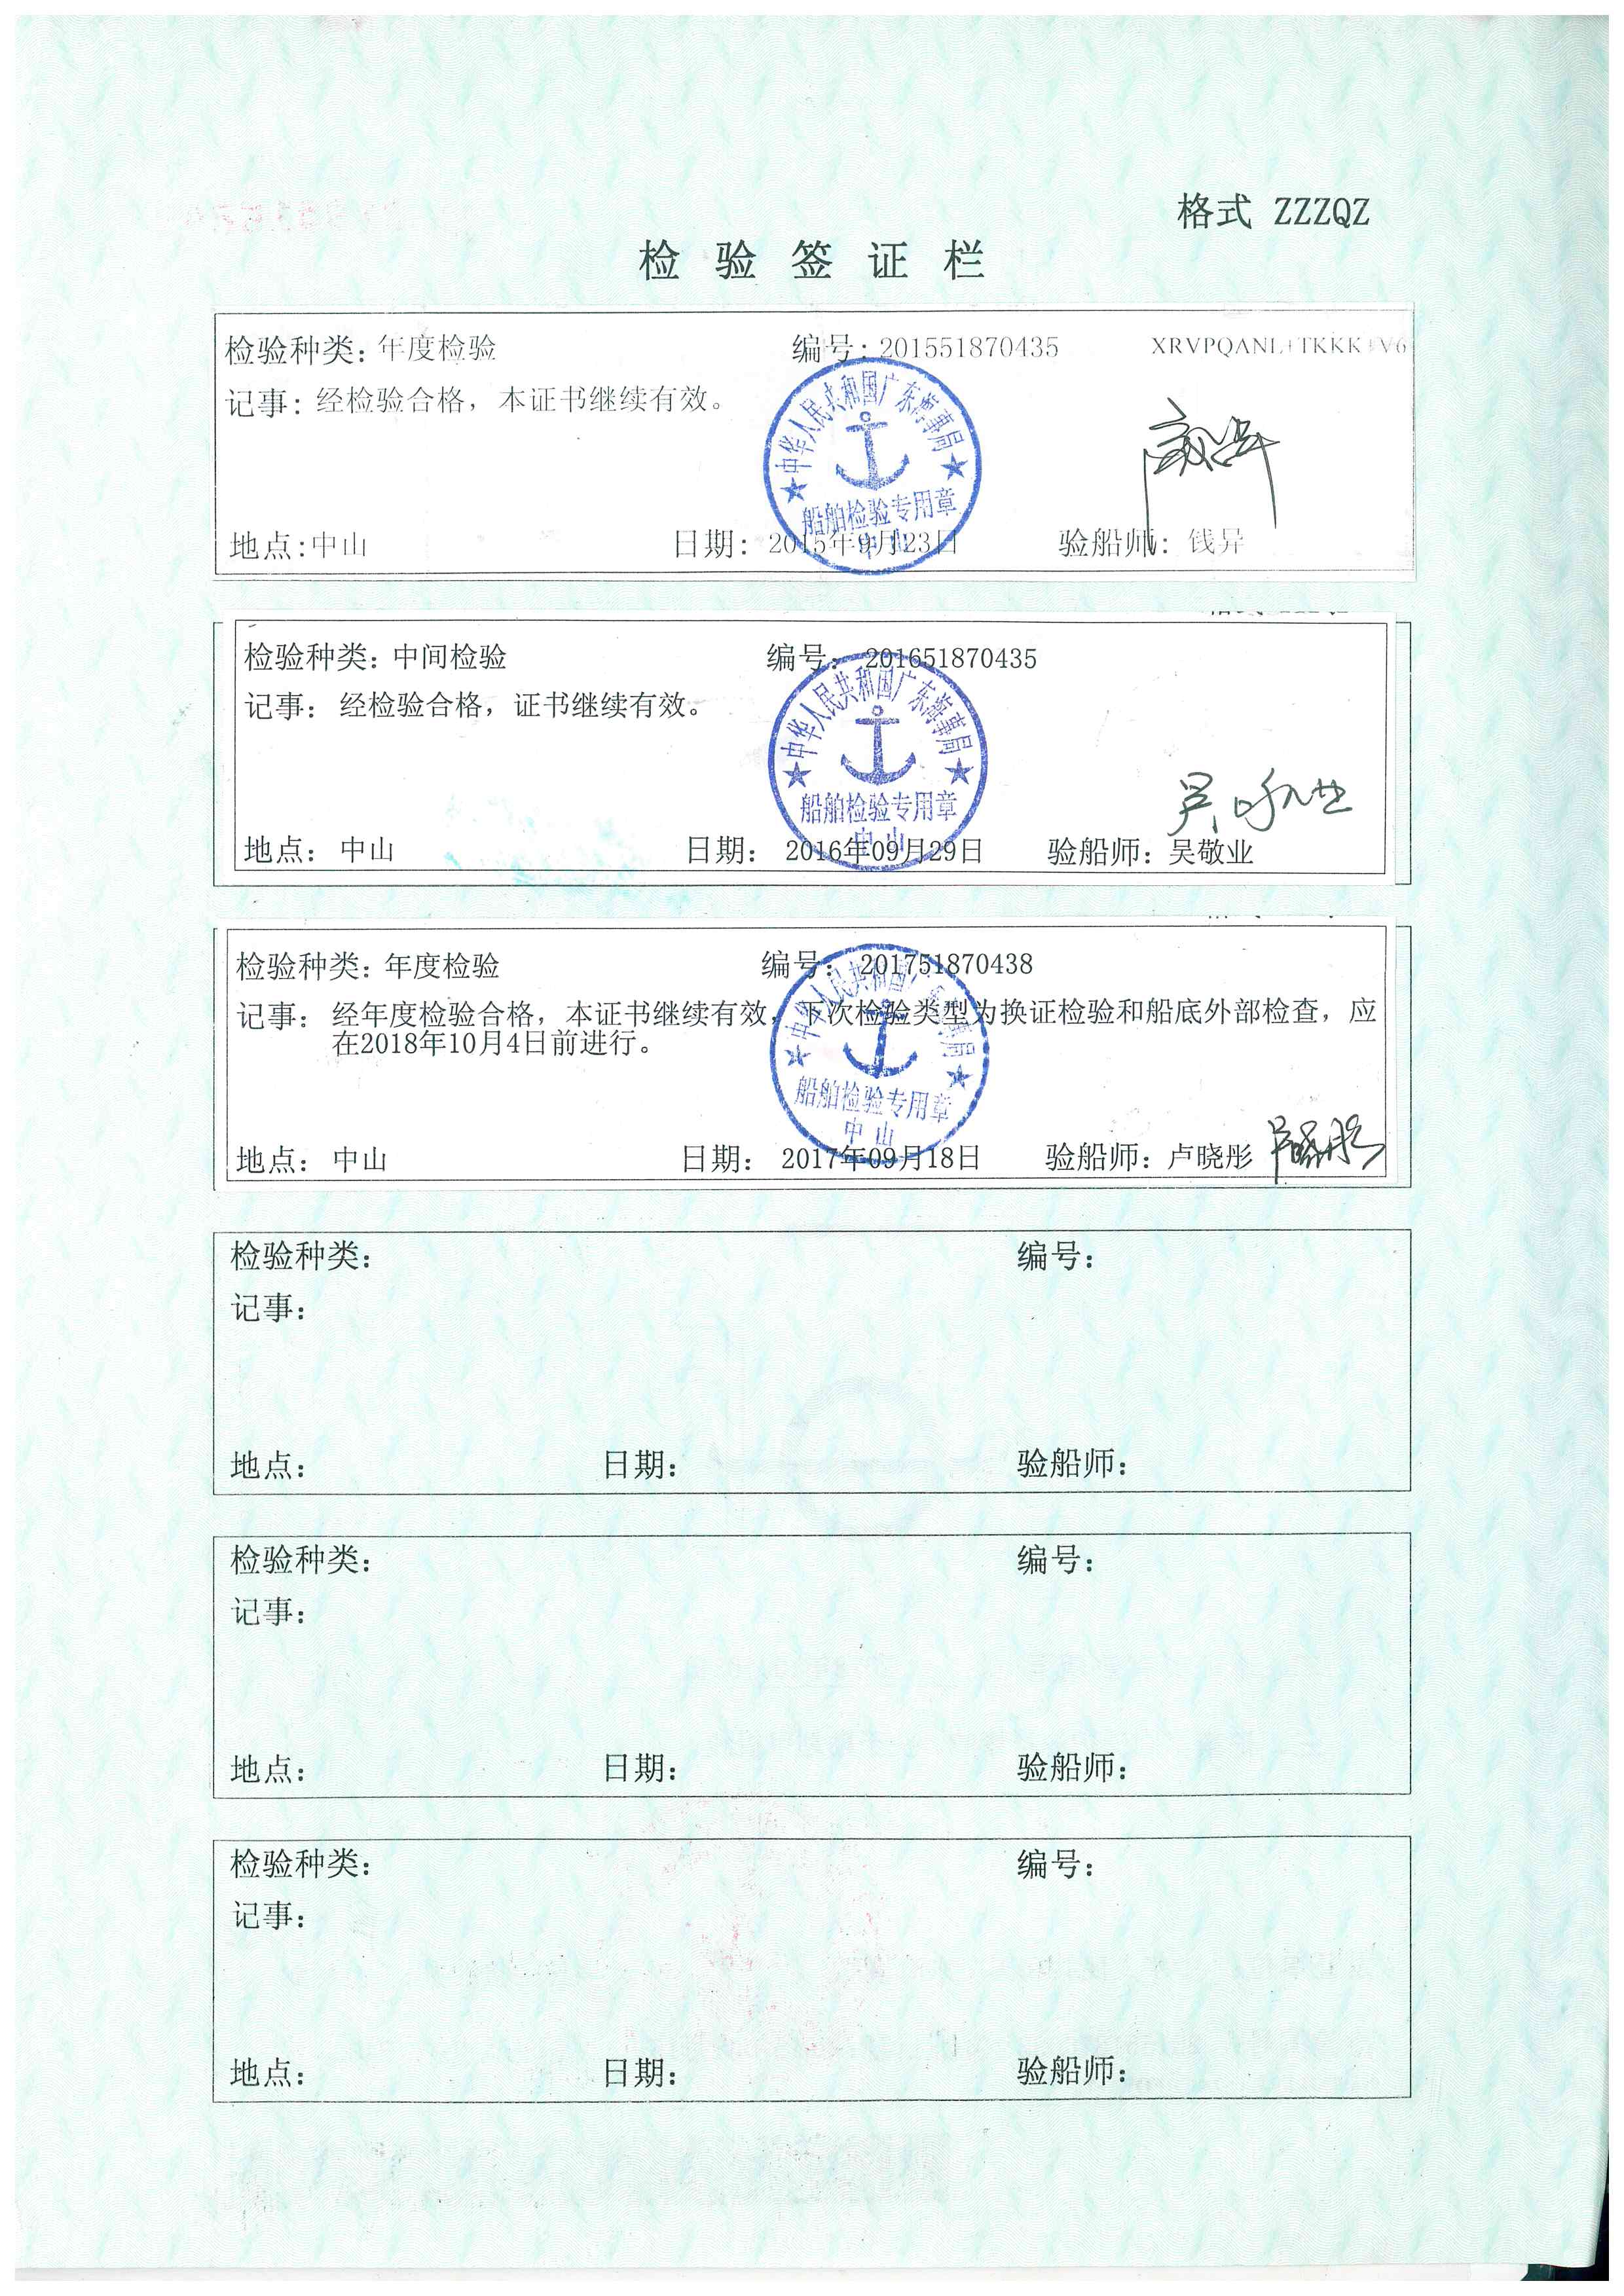 格式 ZZZQZ
检验签证栏
检验种类：年度检验 编号：201551870435
记事：经检验合格，本证书继续有效。
中华人民共和国广东海事局
船舶检验专用章
中山
地点:中山 日期：2015年9月23日 验船师：钱异
检验种类：中间检验 编号：201651870435
记事：经检验合格，证书继续有效。
中华人民共和国广东海事局
船舶检验专用章
中山
地点：中山 日期：2016年09月29日 验船师：吴敬业
检验种类：年度检验 编号：201751870438
记事：经年度检验合格，本证书继续有效，下次检验类型为换证检验和船底外部检查，应
在2018年10月4日前进行。
中华人民共和国广东海事局
船舶检验专用章
中山
地点：中山 日期：2017年09月18日 验船师：卢晓彤 卢晓彤
检验种类： 编号：
记事：
地点： 日期： 验船师：
检验种类： 编号：
记事：
地点： 日期： 验船师：
检验种类： 编号：
记事：
地点： 日期： 验船师：